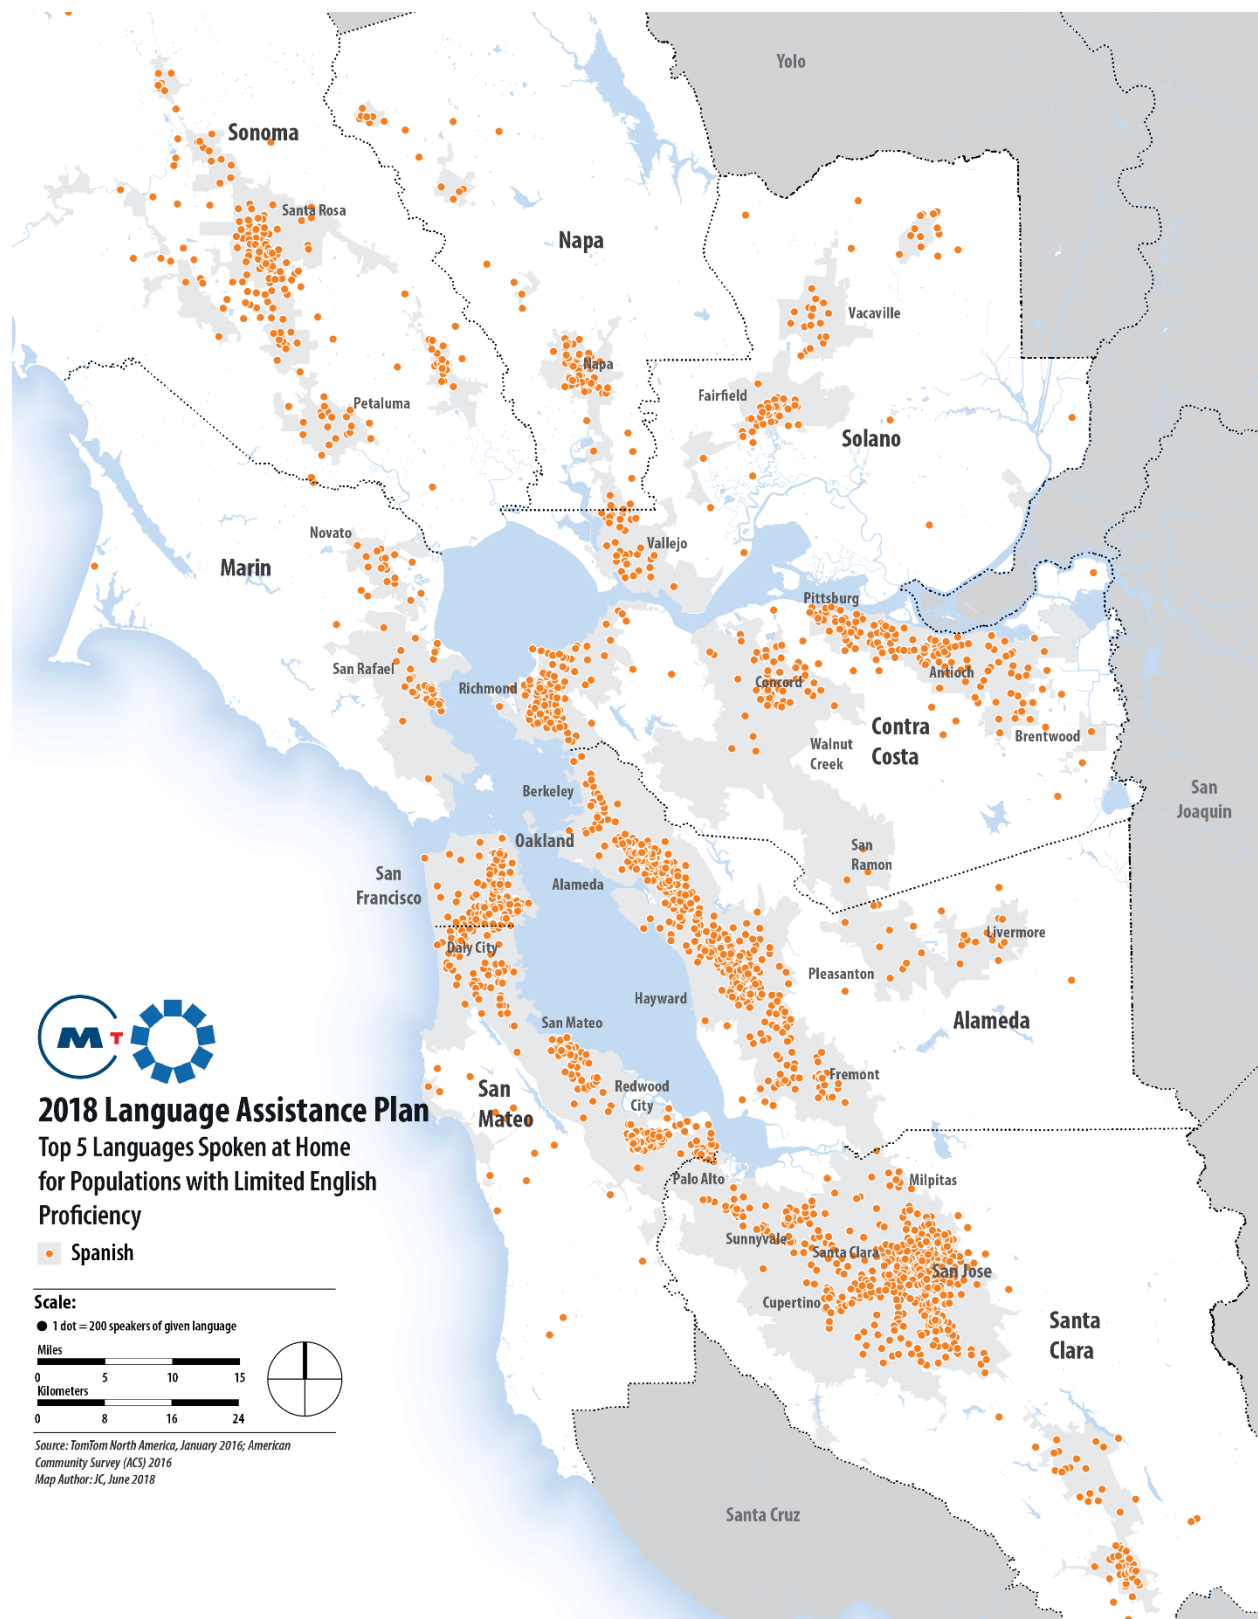 Yolo
Sonoma
Santa Rosa
Napa
Vacaville
Napa
Fairfield
Petaluma
Solano
Novato
Vallejo
Marin
Pittsburg
San Rafael
Richmond
Concord
Antioch
Contra
Costa
Brentwood
Walnut
Creek
Berkeley
San
Joaquin
Oakland
San
Ramon
San
Francisco
Alameda
Livermore
Daly City
Pleasanton
Hayward
Alameda
San Mateo
Fremont
Redwood
City
San
Mateo
Palo Alto
Milpitas
Sunnyvale
Santa Clara
San Jose
Cupertino
Santa
Clara
Santa Cruz
M T
2018 Language Assistance Plan
Top 5 Languages Spoken at Home
for Populations with Limited English
Proficiency
Spanish
Scale:
1 dot = 200 speakers of given language
Miles
0 5 10 15
Kilometers
0 8 16 24
Source: TomTom North America, January 2016; American
Community Survey (ACS) 2016
Map Author: JC, June 2018